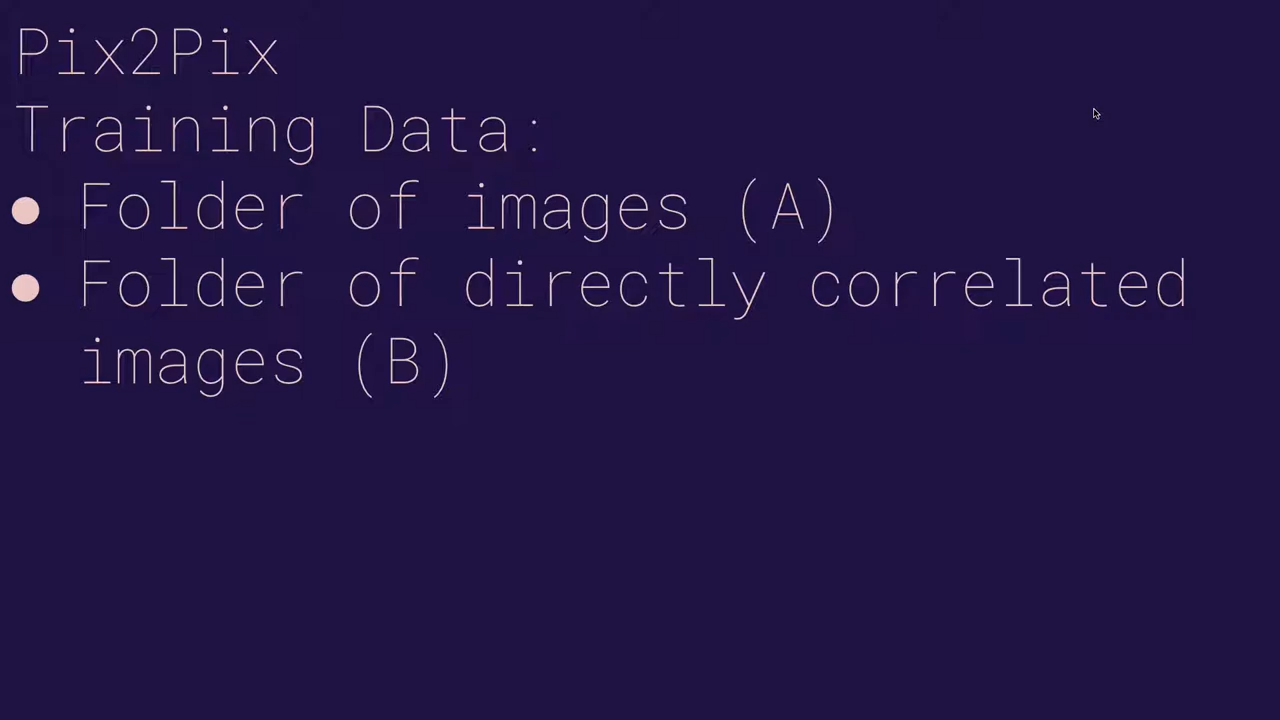 Pix2Pix
Training Data:
● Folder of images (A)
● Folder of directly correlated
images (B)